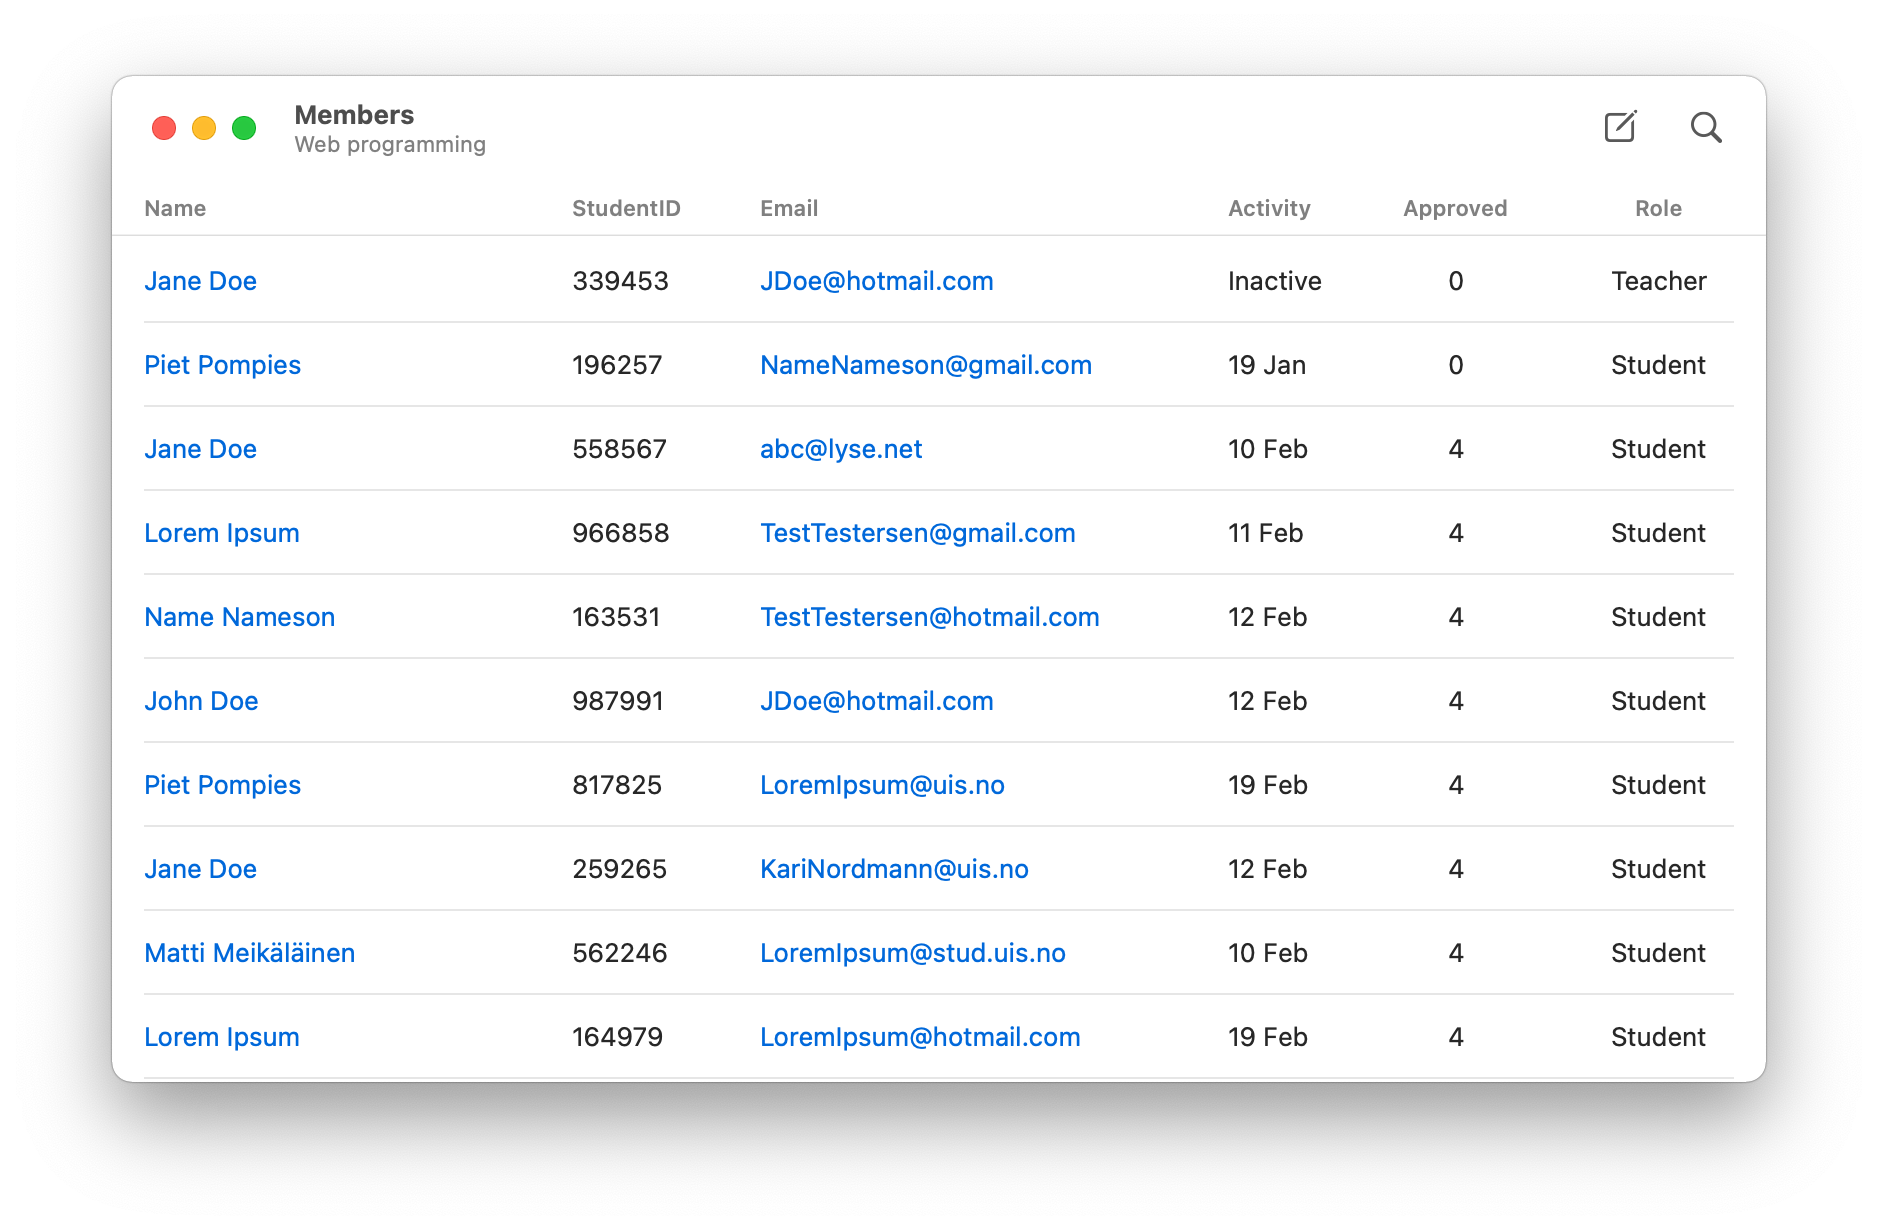 Members
Web programming
Name StudentID Email Activity Approved Role
Jane Doe 339453 JDoe@hotmail.com Inactive 0 Teacher
Piet Pompies 196257 NameNameson@gmail.com 19 Jan 0 Student
Jane Doe 558567 abc@lyse.net 10 Feb 4 Student
Lorem Ipsum 966858 TestTestersen@gmail.com 11 Feb 4 Student
Name Nameson 163531 TestTestersen@hotmail.com 12 Feb 4 Student
John Doe 987991 JDoe@hotmail.com 12 Feb 4 Student
Piet Pompies 817825 LoremIpsum@uis.no 19 Feb 4 Student
Jane Doe 259265 KariNordmann@uis.no 12 Feb 4 Student
Matti Meikäläinen 562246 LoremIpsum@stud.uis.no 10 Feb 4 Student
Lorem Ipsum 164979 LoremIpsum@hotmail.com 19 Feb 4 Student